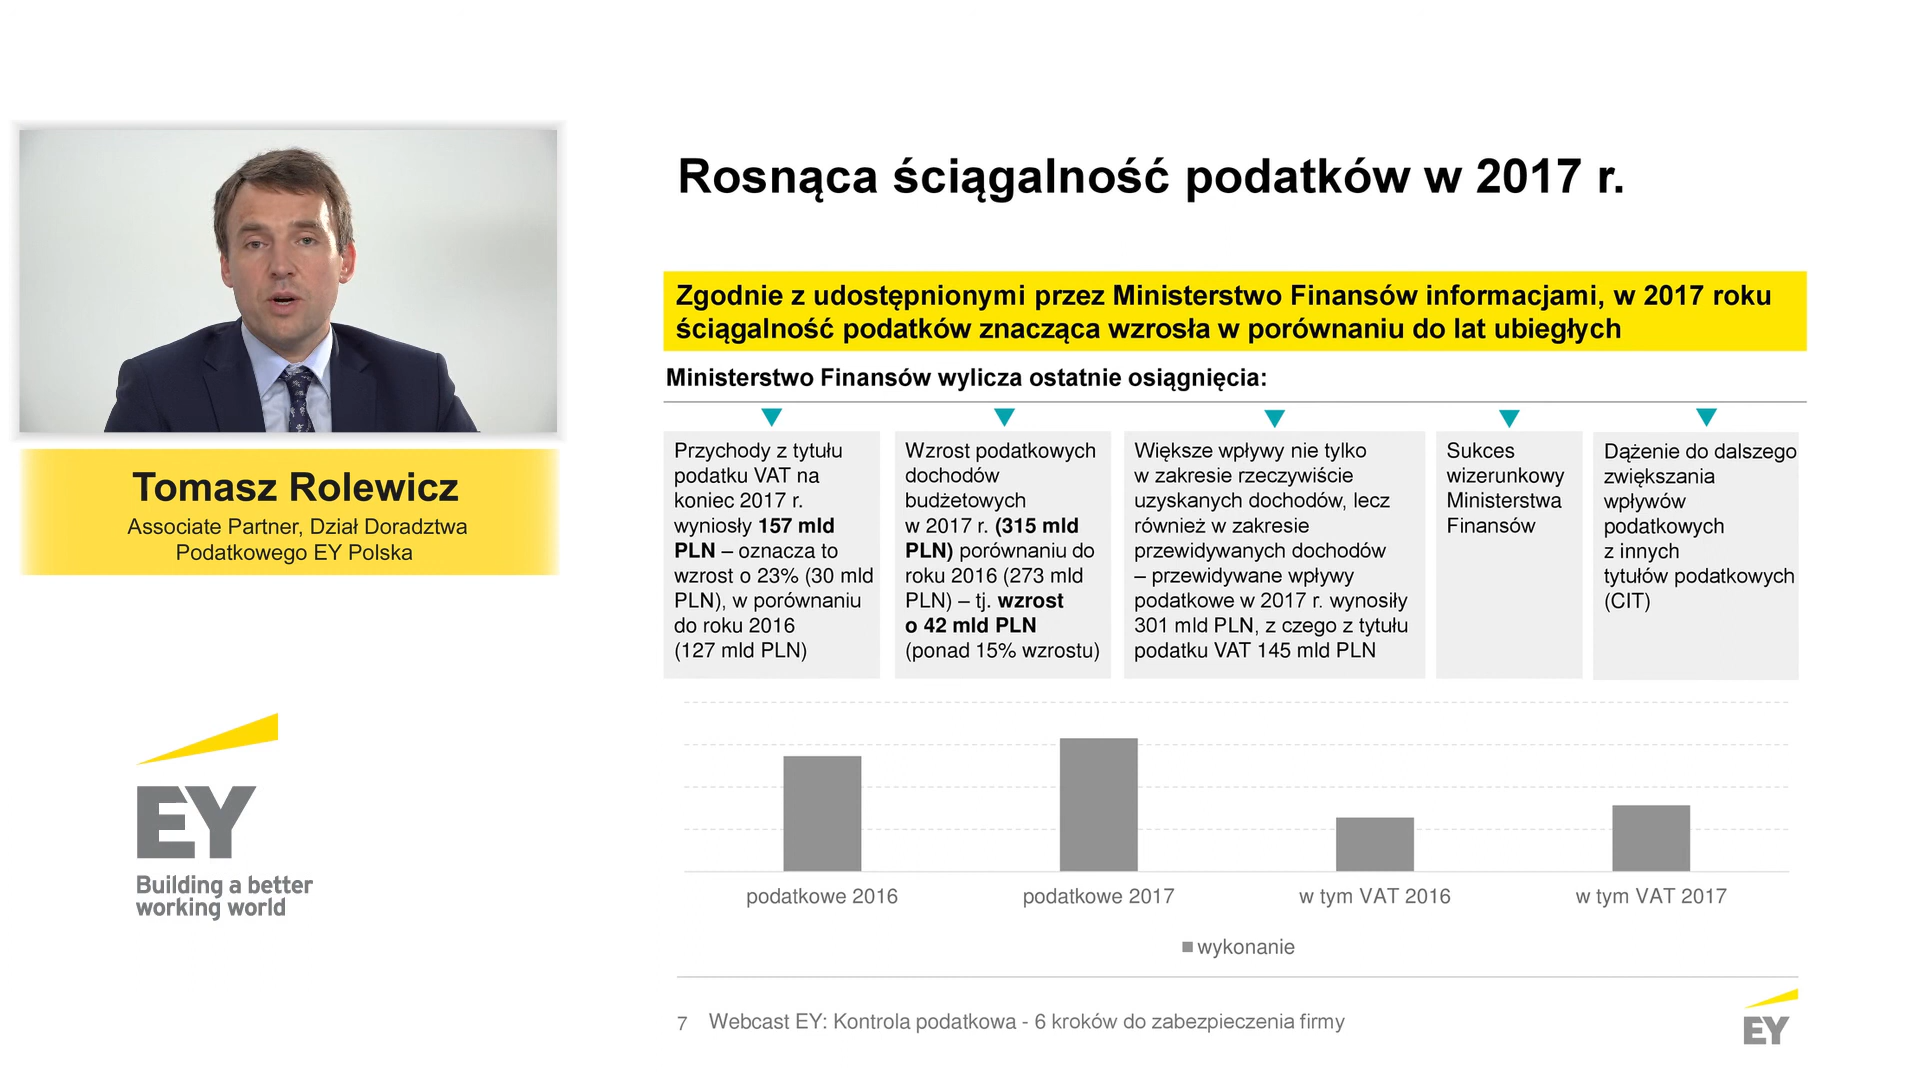 Rosnąca ściągalność podatków w 2017 r.
Zgodnie z udostępnionymi przez Ministerstwo Finansów informacjami, w 2017 roku
ściągalność podatków znacząca wzrosła w porównaniu do lat ubiegłych
Ministerstwo Finansów wylicza ostatnie osiągnięcia:
Przychody z tytułu
podatku VAT na
koniec 2017 r.
wyniosły 157 mld
PLN – oznacza to
wzrost o 23% (30 mld
PLN), w porównaniu
do roku 2016
(127 mld PLN)
Wzrost podatkowych
dochodów
budżetowych
w 2017 r. (315 mld
PLN) porównaniu do
roku 2016 (273 mld
PLN) – tj. wzrost
o 42 mld PLN
(ponad 15% wzrostu)
Większe wpływy nie tylko
w zakresie rzeczywiście
uzyskanych dochodów, lecz
również w zakresie
przewidywanych dochodów
– przewidywane wpływy
podatkowe w 2017 r. wynosiły
301 mld PLN, z czego z tytułu
podatku VAT 145 mld PLN
Sukces
wizerunkowy
Ministerstwa
Finansów
Dążenie do dalszego
zwiększania
wpływów
podatkowych
z innych
tytułów podatkowych
(CIT)
podatkowe 2016
podatkowe 2017
w tym VAT 2016
w tym VAT 2017
wykonanie
7 Webcast EY: Kontrola podatkowa - 6 kroków do zabezpieczenia firmy
EY
Tomasz Rolewicz
Associate Partner, Dział Doradztwa
Podatkowego EY Polska
EY
Building a better
working world